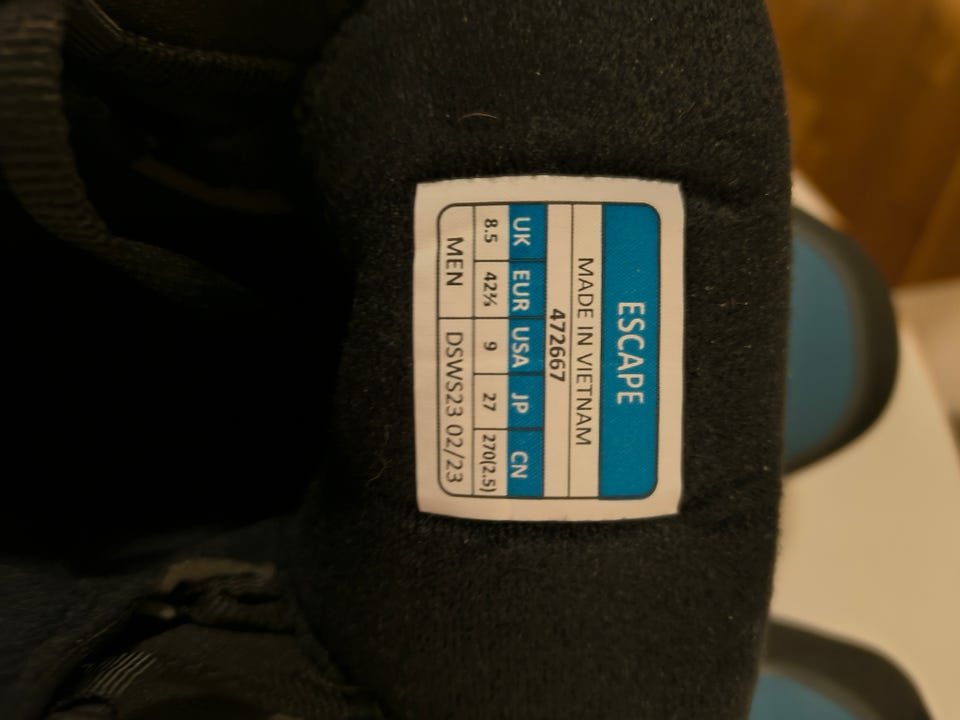 ESCAPE
MADE IN VIETNAM
472667
UK EUR USA JP CN
8.5 42⅔ 9 27 270(2.5)
MEN DSWS23 02/23